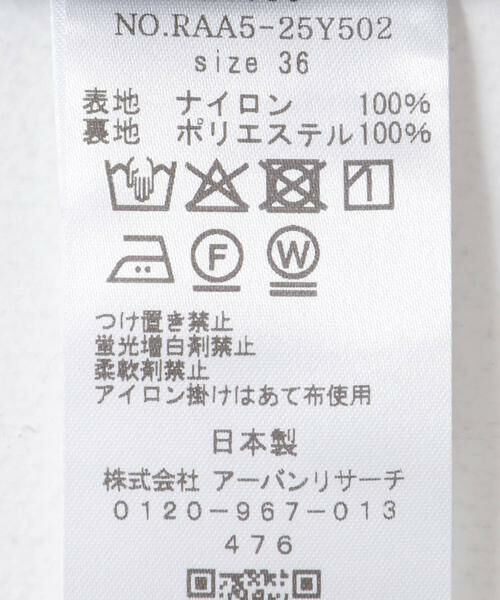 NO.RAA5-25Y502
size 36
表地 ナイロン 100%
裏地 ポリエステル100%
F W
つけ置き禁止
蛍光増白剤禁止
柔軟剤禁止
アイロン掛けはあて布使用
日本製
株式会社 アーバンリサーチ
0120-967-013
476